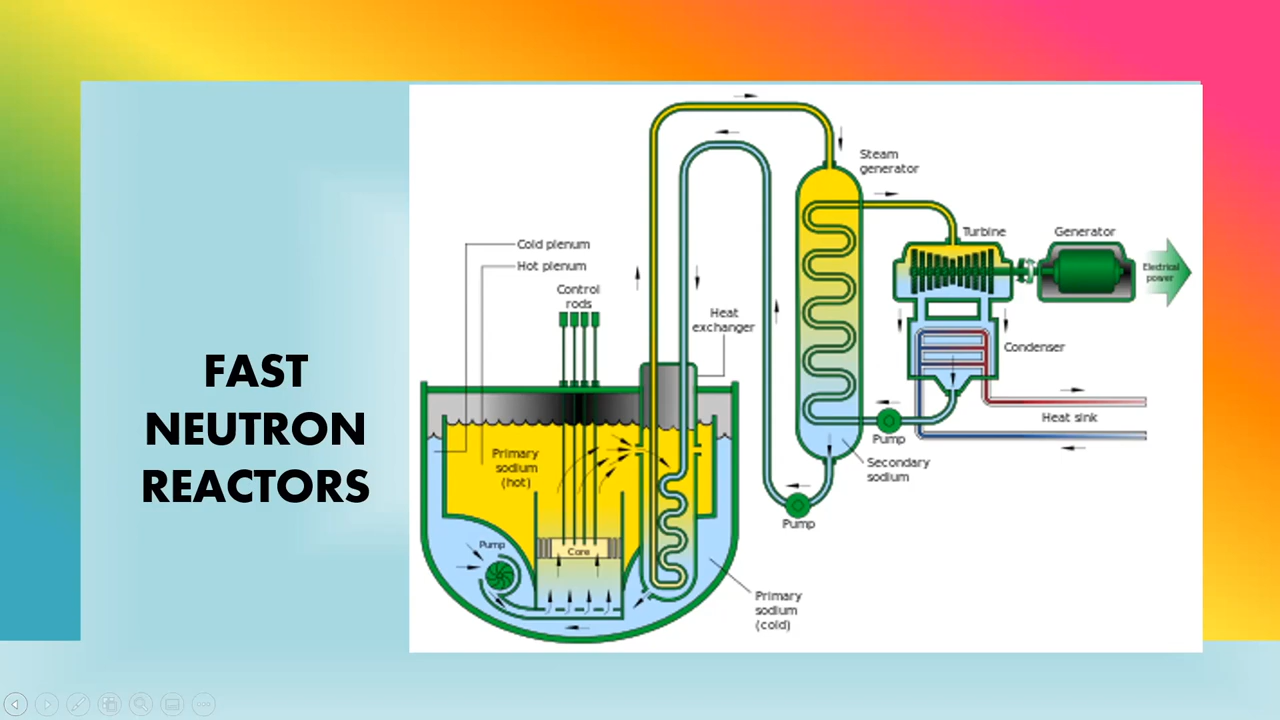 FAST
NEUTRON
REACTORS
Cold plenum
Hot plenum
Control
rods
Heat
exchanger
Steam
generator
Turbine
Generator
Electrical
power
Condenser
Heat sink
Pump
Secondary
sodium
Pump
Primary
sodium
(hot)
Pump
Core
Primary
sodium
(cold)